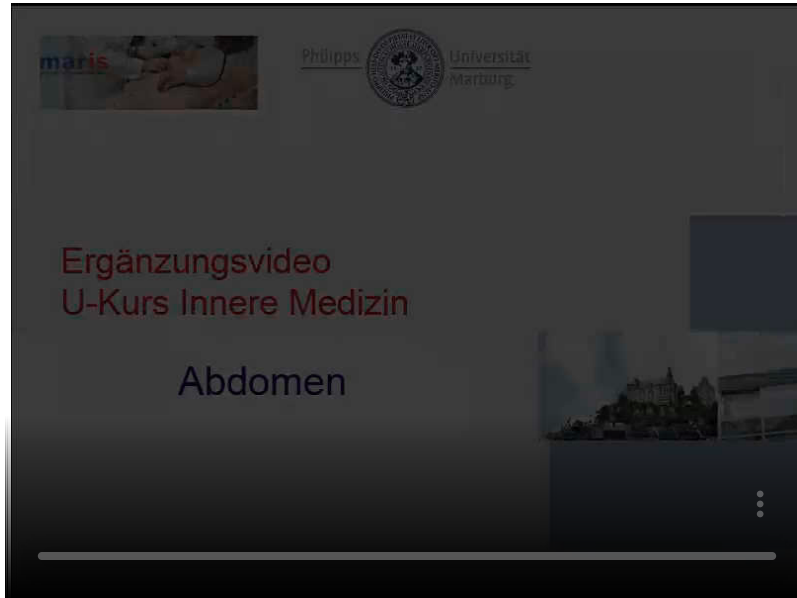 maris
Philipps
Universität
Marburg
Ergänzungsvideo
U-Kurs Innere Medizin
Abdomen